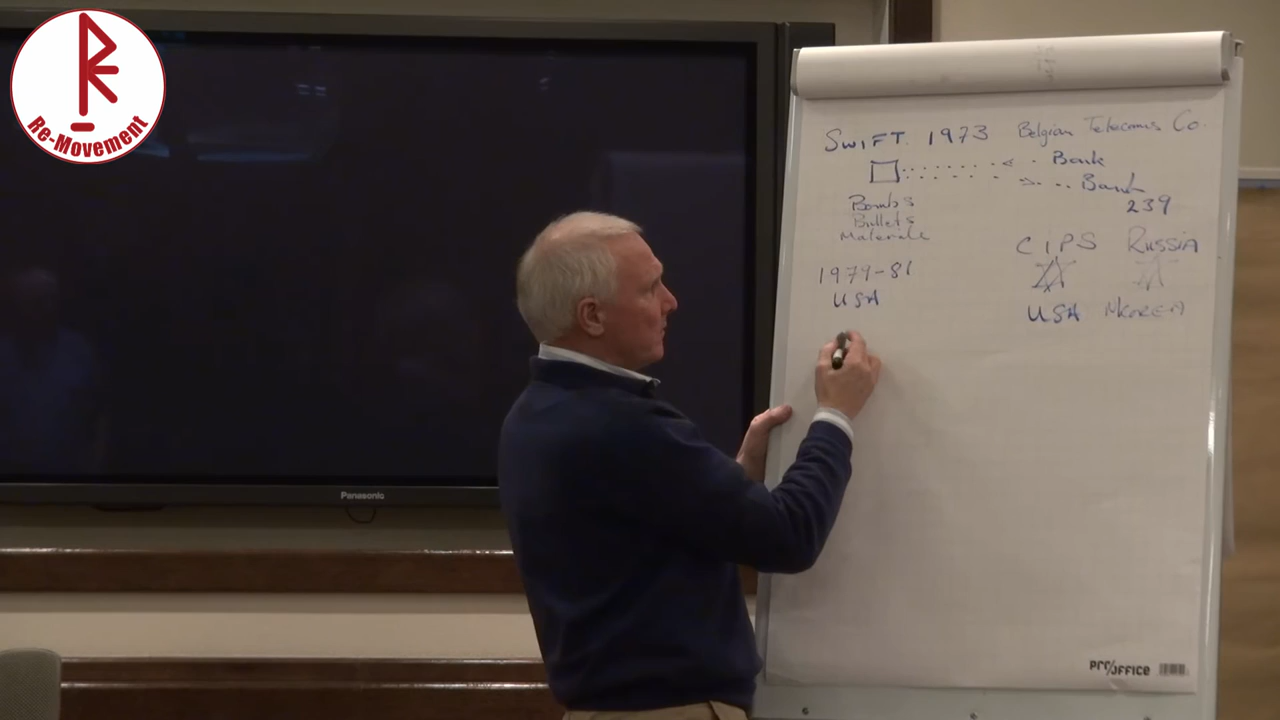 Re-Movement
Panasonic
SWIFT. 1973 Belgian Telecoms Co.
Bank
Bank
239
Bombs
Bullets
Materials
CIPS RUSSIA
1979-81
USA
USA NKOREA
PRO/OFFICE